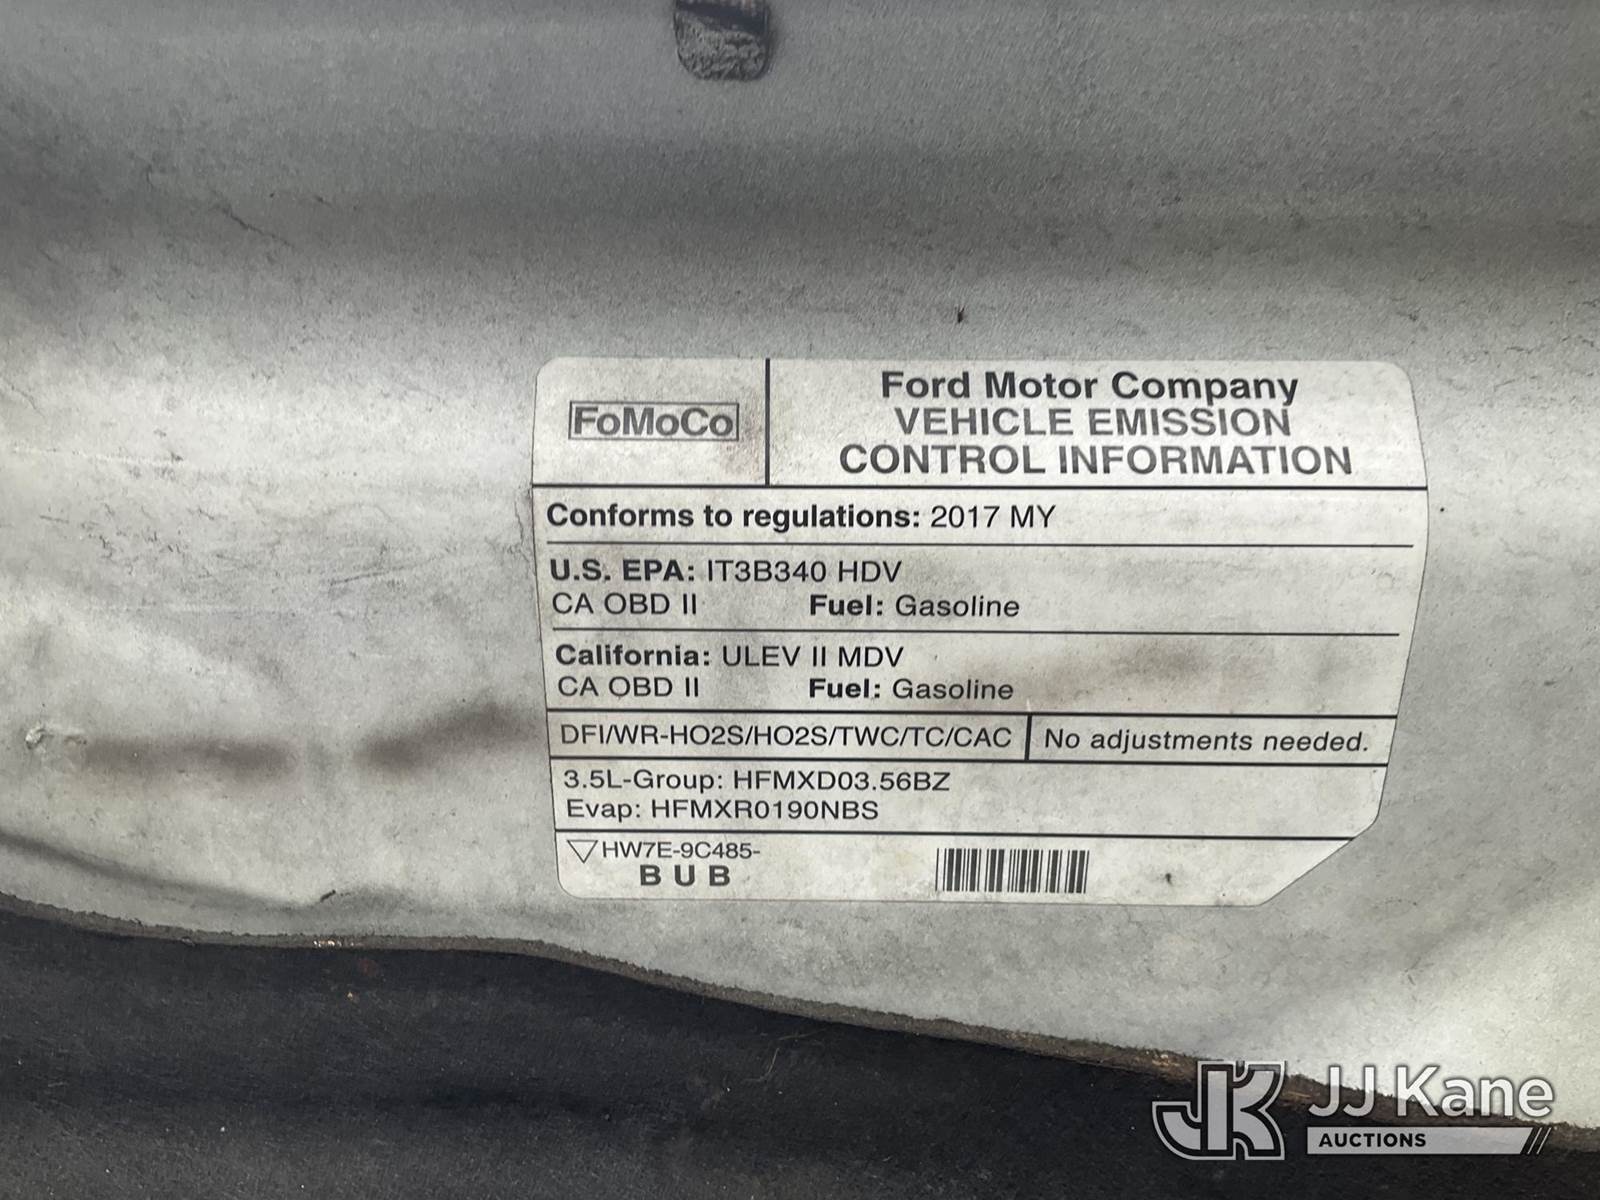 FoMoCo
Ford Motor Company
VEHICLE EMISSION
CONTROL INFORMATION
Conforms to regulations: 2017 MY
U.S. EPA: IT3B340 HDV
CA OBD II Fuel: Gasoline
California: ULEV II MDV
CA OBD II Fuel: Gasoline
DFI/WR-HO2S/HO2S/TWC/TC/CAC No adjustments needed.
3.5L-Group: HFMXD03.56BZ
Evap: HFMXR0190NBS
HW7E-9C485-
B U B
JK JJ Kane
AUCTIONS